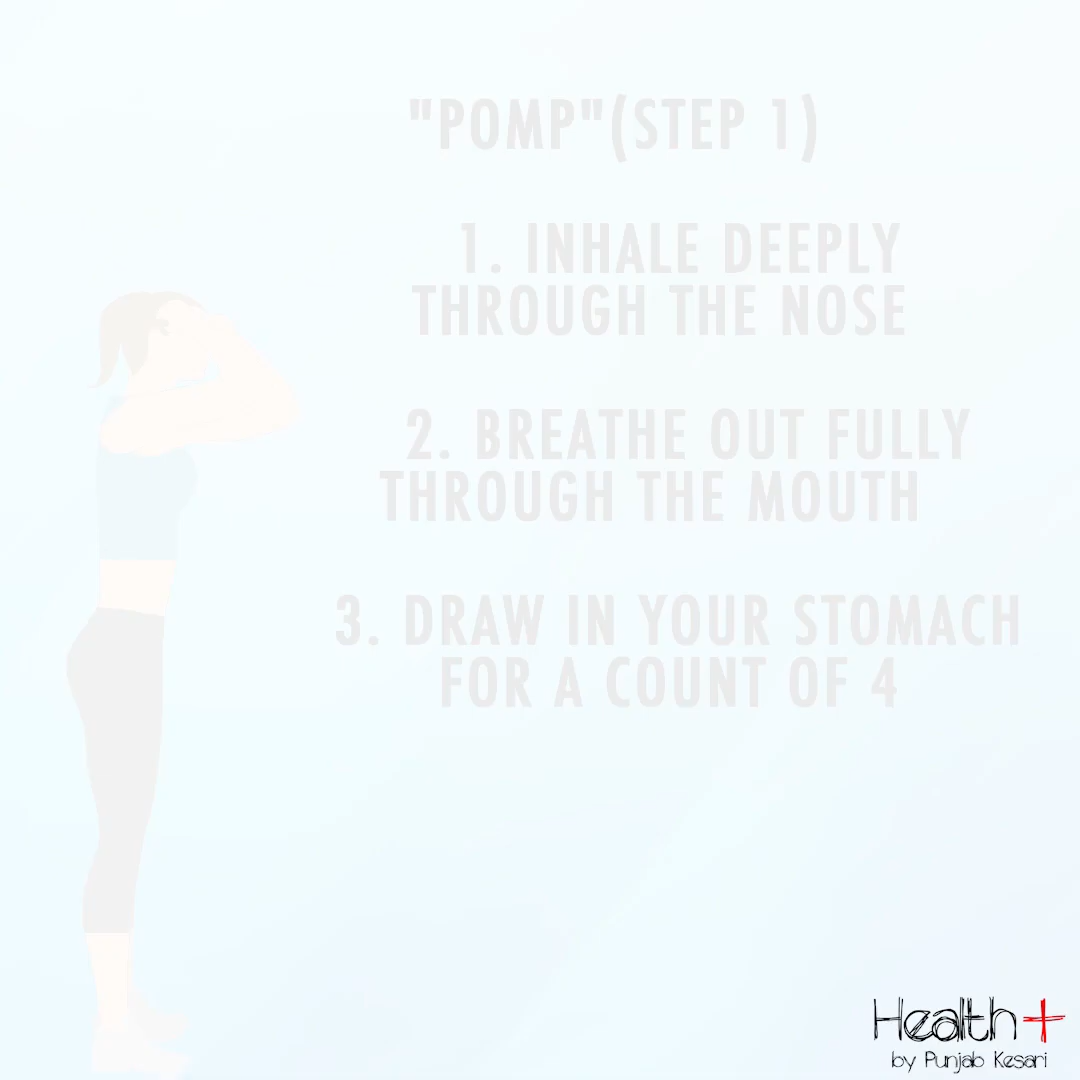 "POMP"(STEP 1)
1. INHALE DEEPLY
THROUGH THE NOSE
2. BREATHE OUT FULLY
THROUGH THE MOUTH
3. DRAW IN YOUR STOMACH
FOR A COUNT OF 4
Health+
by Punjab Kesari